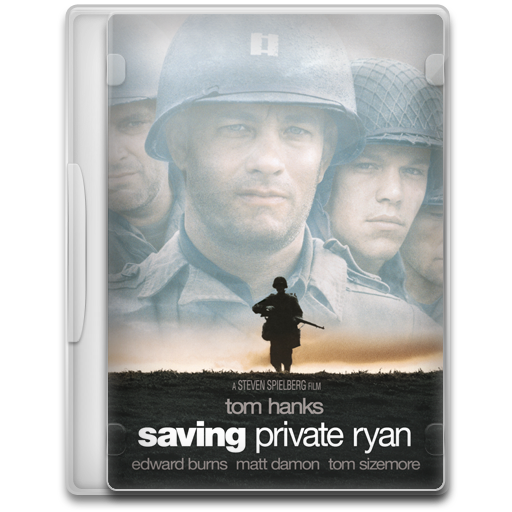 A STEVEN SPIELBERG FILM
tom hanks
saving private ryan
edward burns matt damon tom sizemore